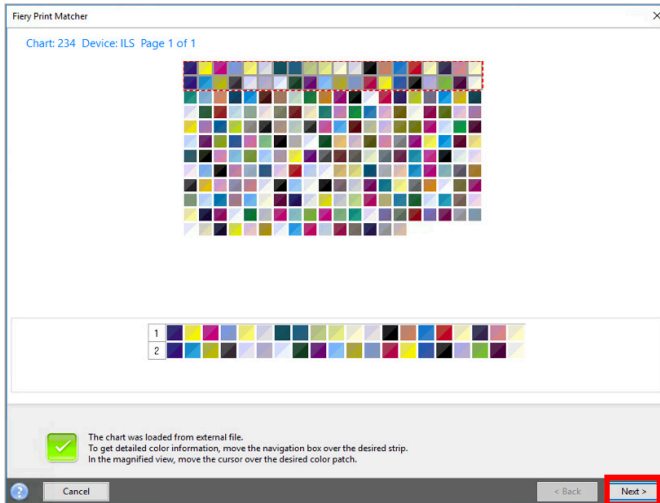 Fiery Print Matcher
Chart: 234 Device: ILS Page 1 of 1
1
2
The chart was loaded from external file.
To get detailed color information, move the navigation box over the desired strip.
In the magnified view, move the cursor over the desired color patch.
? Cancel < Back Next >